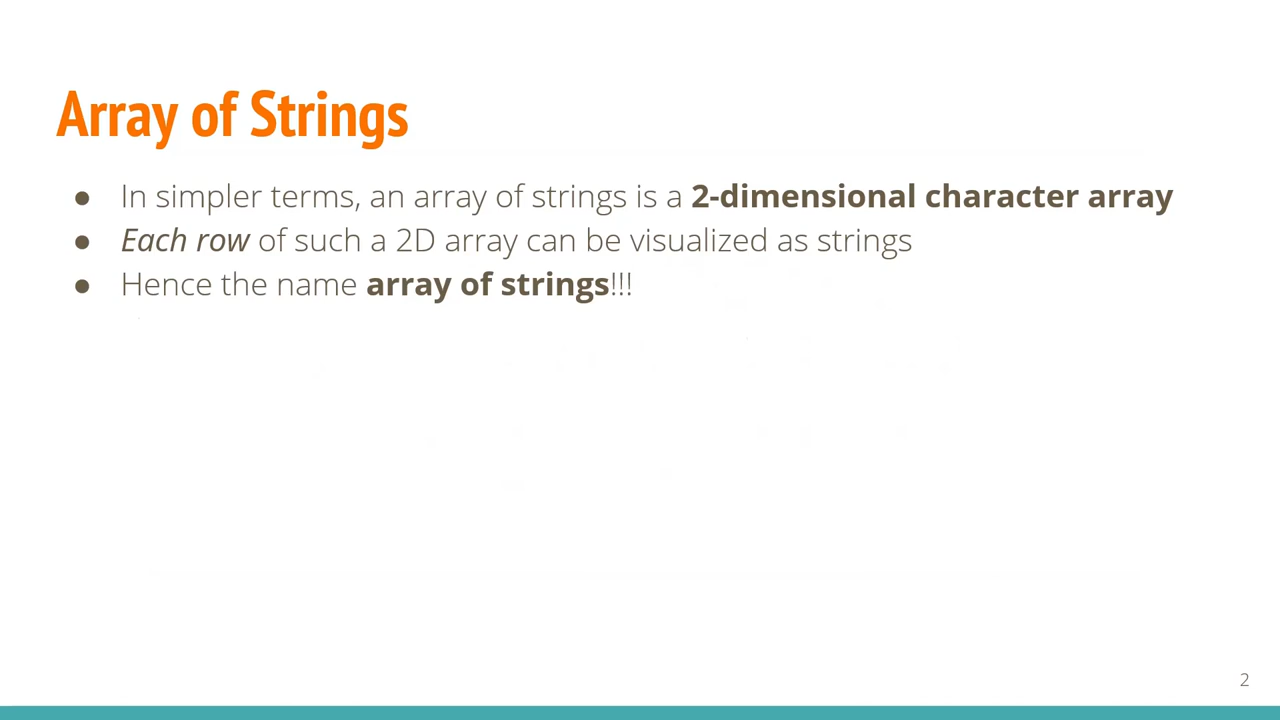 Array of Strings
● In simpler terms, an array of strings is a 2-dimensional character array
● Each row of such a 2D array can be visualized as strings
● Hence the name array of strings!!!
2